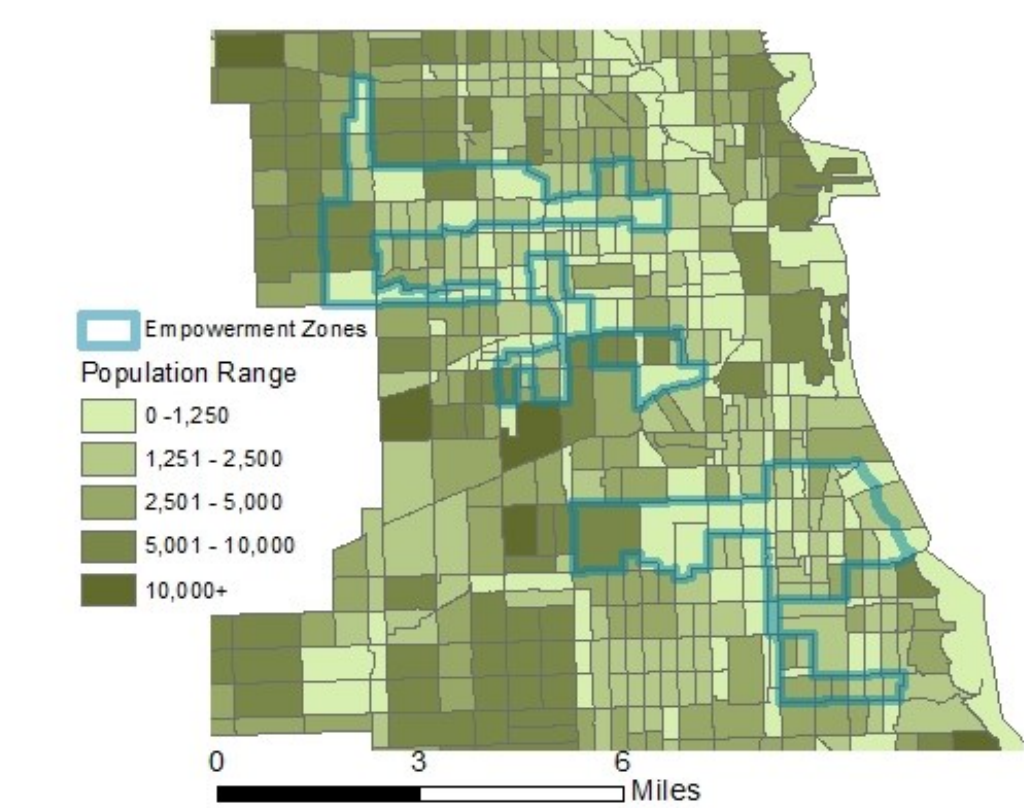 Empowerment Zones
Population Range
0 -1,250
1,251 - 2,500
2,501 - 5,000
5,001 - 10,000
10,000+
0 3 6
Miles